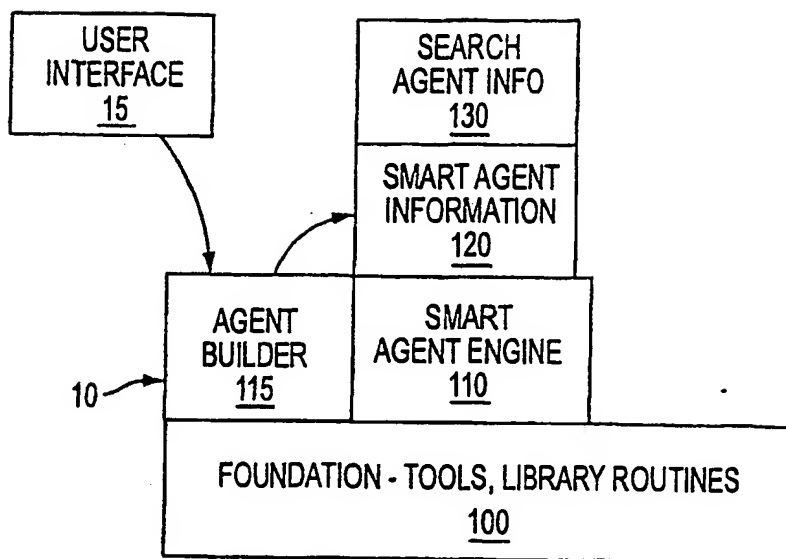 USER
INTERFACE
15
SEARCH
AGENT INFO
130
SMART AGENT
INFORMATION
120
AGENT
BUILDER
115
SMART
AGENT ENGINE
110
10
FOUNDATION - TOOLS, LIBRARY ROUTINES
100